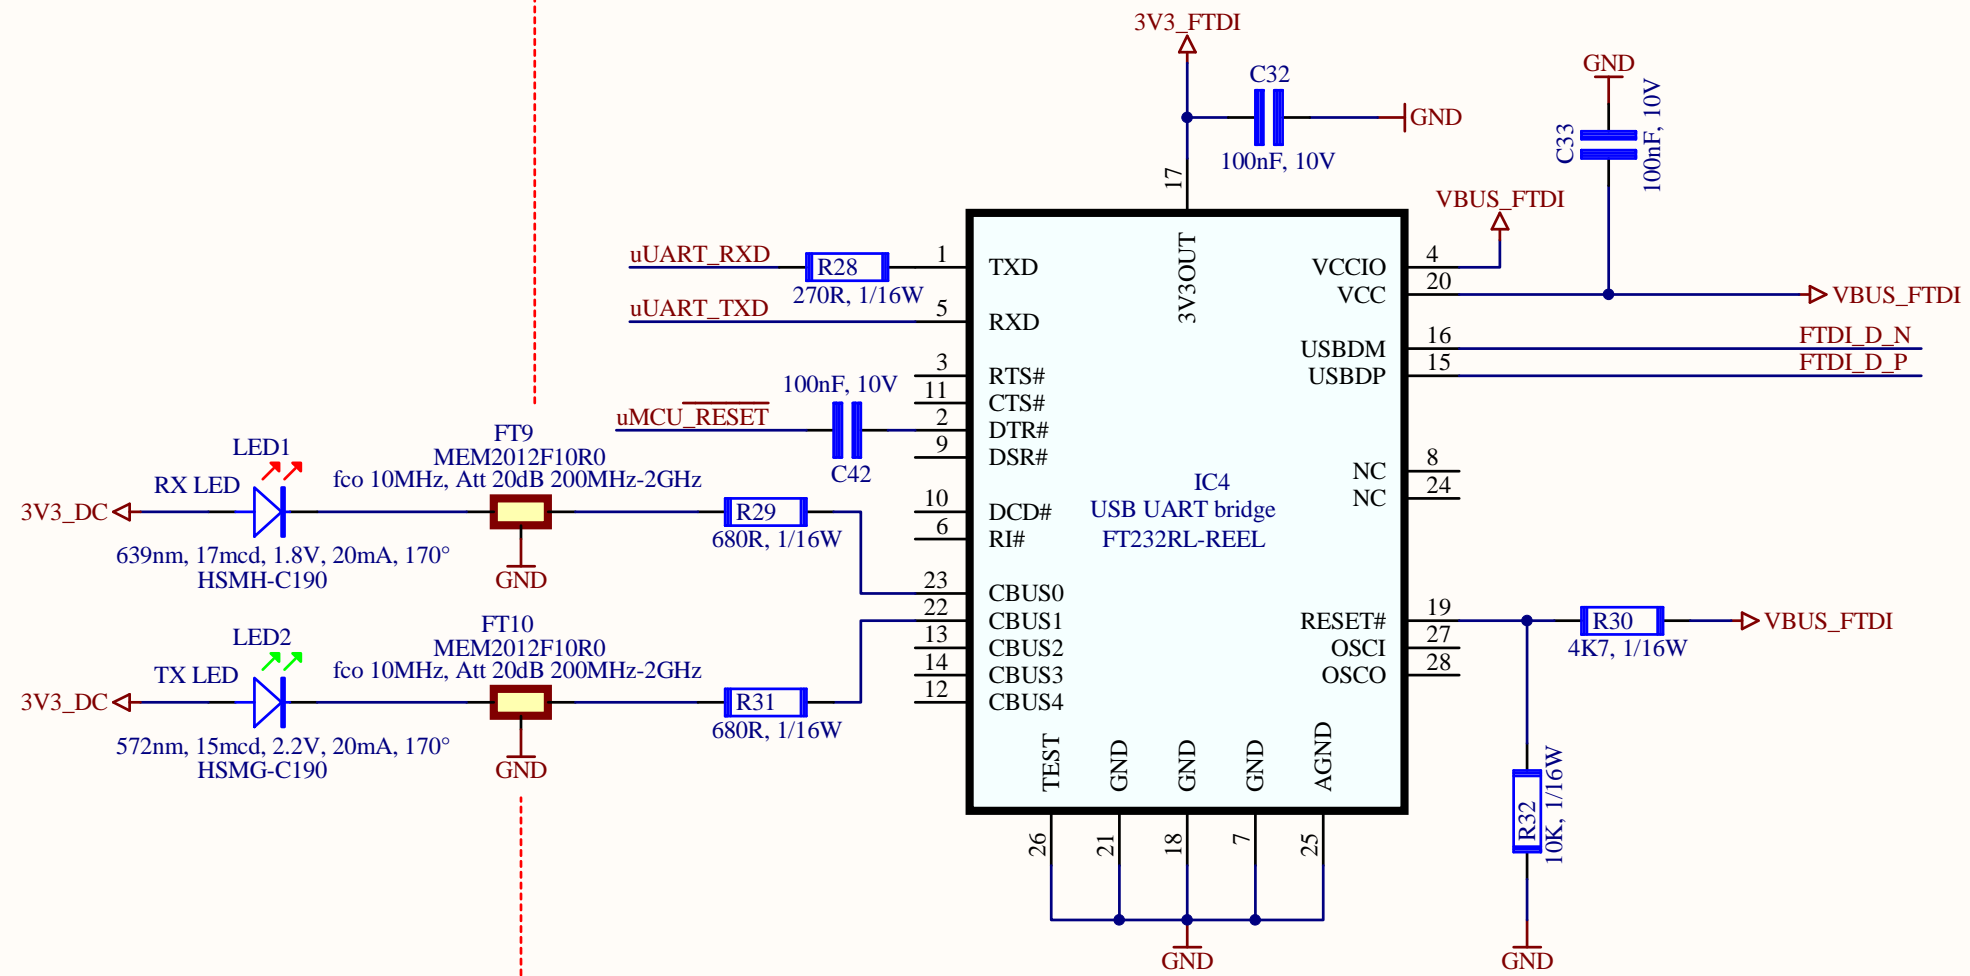 3V3_FTDI
C32
GND
100nF, 10V
17
GND
C33
100nF, 10V
VBUS_FTDI
uUART_RXD
R28
270R, 1/16W
1
TXD
uUART_TXD
5
RXD
3V3OUT
VCCIO
4
VCC
20
VBUS_FTDI
USBDM
16
FTDI_D_N
USBDP
15
FTDI_D_P
3
RTS#
11
CTS#
100nF, 10V
uMCU_RESET
2
DTR#
9
DSR#
C42
NC
8
NC
24
IC4
USB UART bridge
FT232RL-REEL
10
DCD#
6
RI#
LED1
RX LED
3V3_DC
639nm, 17mcd, 1.8V, 20mA, 170°
HSMH-C190
FT9
MEM2012F10R0
fco 10MHz, Att 20dB 200MHz-2GHz
GND
R29
680R, 1/16W
23
CBUS0
22
CBUS1
13
CBUS2
14
CBUS3
12
CBUS4
LED2
TX LED
3V3_DC
572nm, 15mcd, 2.2V, 20mA, 170°
HSMG-C190
FT10
MEM2012F10R0
fco 10MHz, Att 20dB 200MHz-2GHz
GND
R31
680R, 1/16W
RESET#
19
OSCI
27
OSCO
28
R30
4K7, 1/16W
VBUS_FTDI
R32
10K, 1/16W
GND
TEST
GND
GND
GND
AGND
26
21
18
7
25
GND